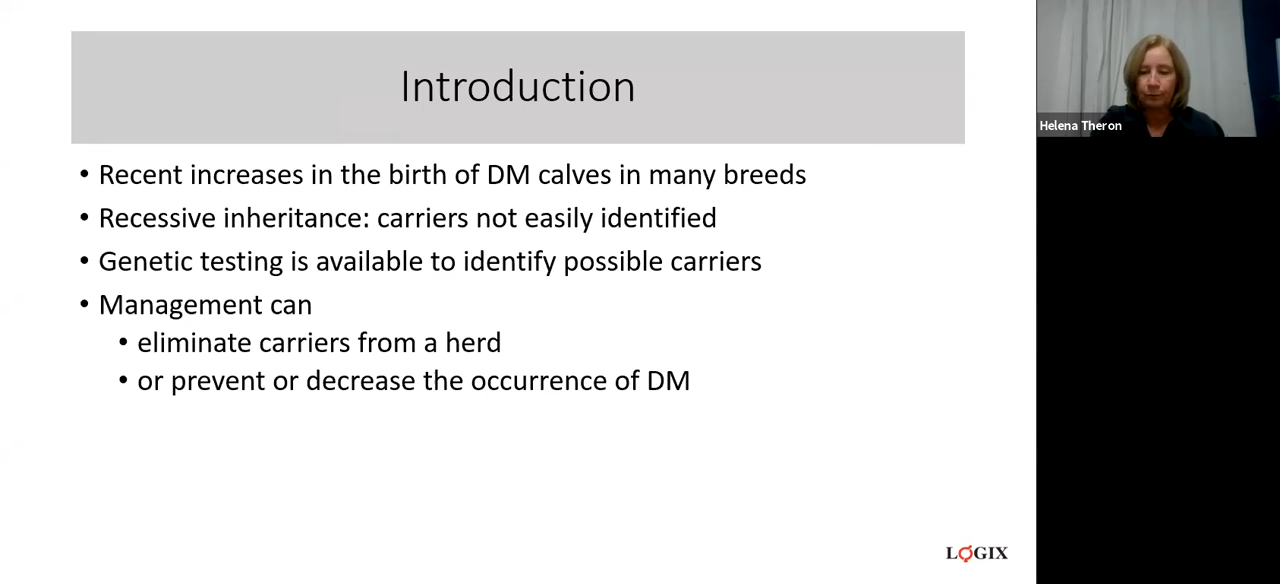 Introduction
• Recent increases in the birth of DM calves in many breeds
• Recessive inheritance: carriers not easily identified
• Genetic testing is available to identify possible carriers
• Management can
• eliminate carriers from a herd
• or prevent or decrease the occurrence of DM
LOGIX
Helena Theron